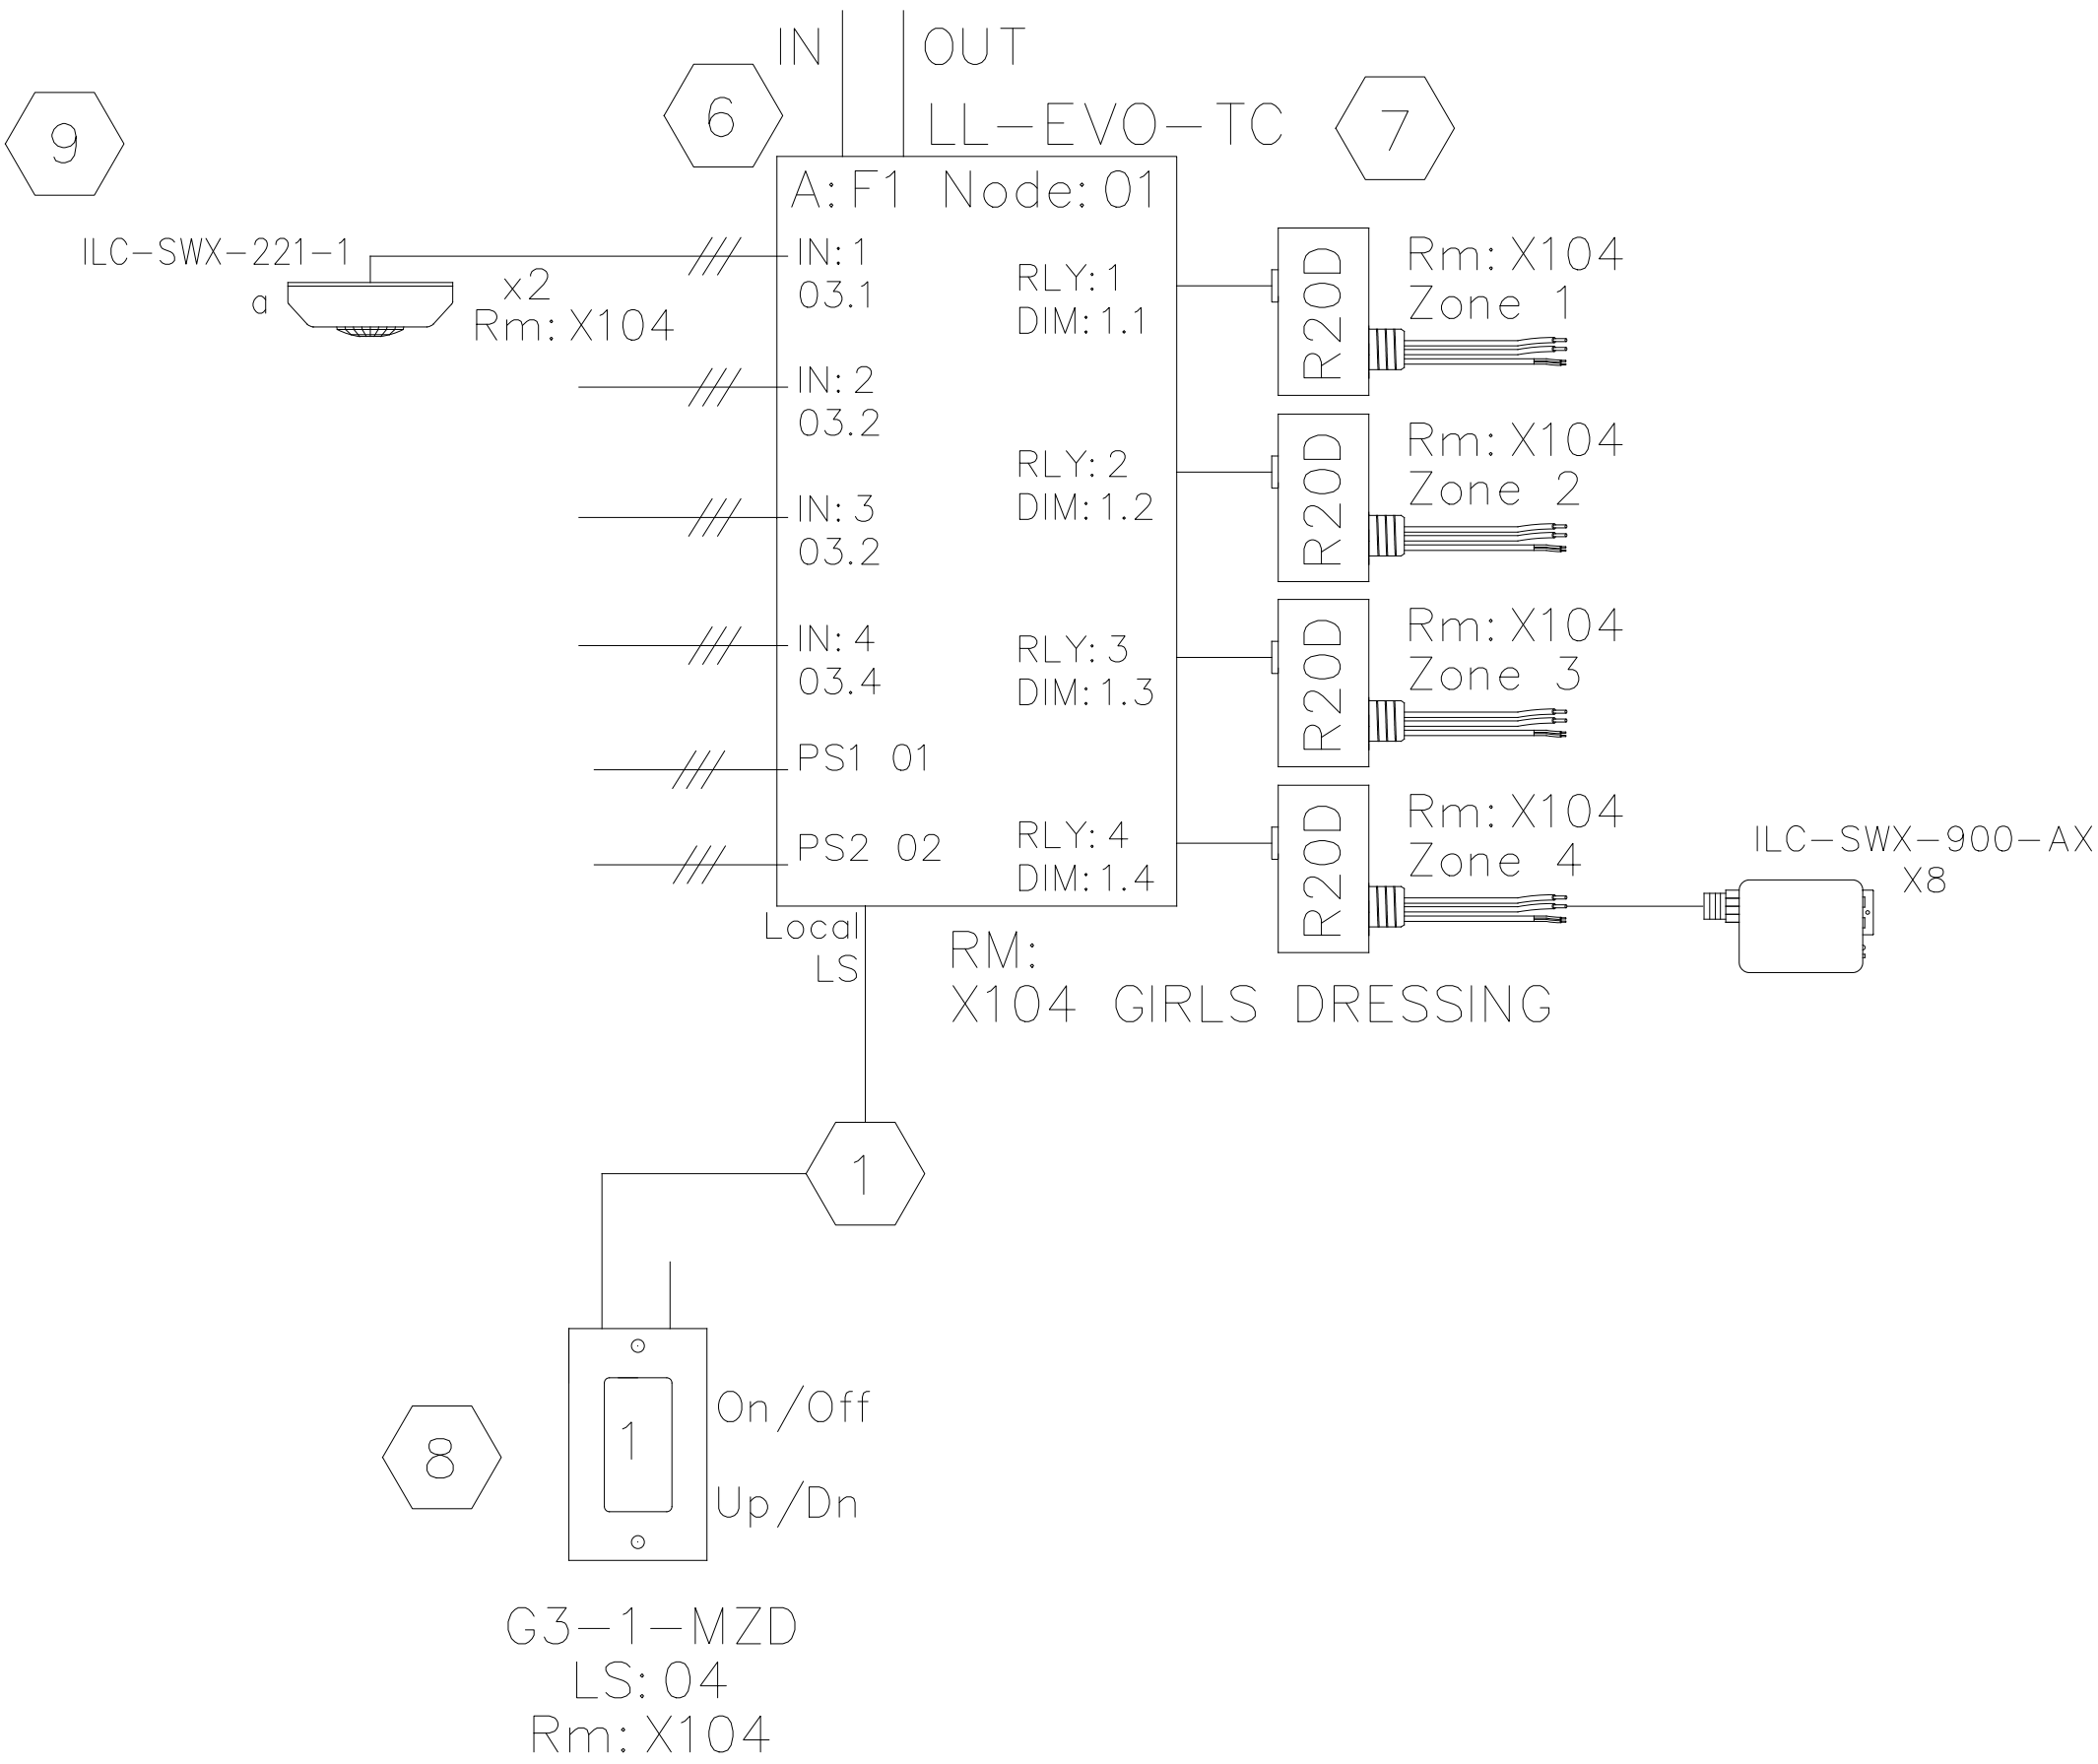 IN OUT
6
LL-EVO-TC
7
9
A: F1 Node: 01
ILC-SWX-221-1
a
x2
Rm: X104
IN: 1
03.1
IN: 2
03.2
IN: 3
03.2
IN: 4
03.4
PS1 01
PS2 02
RLY: 1
DIM: 1.1
RLY: 2
DIM: 1.2
RLY: 3
DIM: 1.3
RLY: 4
DIM: 1.4
R20D
Rm: X104
Zone 1
R20D
Rm: X104
Zone 2
R20D
Rm: X104
Zone 3
R20D
Rm: X104
Zone 4
ILC-SWX-900-AX
X8
Local
LS
RM:
X104 GIRLS DRESSING
1
8
1
On/Off
Up/Dn
G3-1-MZD
LS: 04
Rm: X104